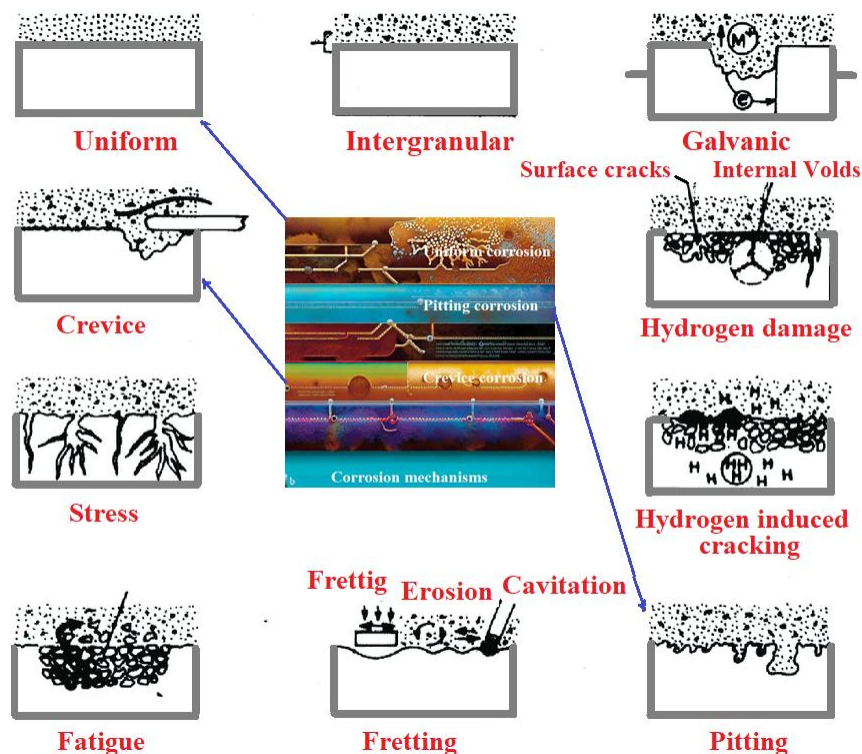 Uniform
Intergranular
Galvanic
M+
e
Surface cracks
Internal Volds
Crevice
Uniform corrosion
Pitting corrosion
Crevice corrosion
Corrosion mechanisms
b
Hydrogen damage
Stress
H
H
H
H
H
H
H
H
H
H
H
H
Hydrogen induced
cracking
Frettig
Erosion
Cavitation
Fatigue
Fretting
Pitting